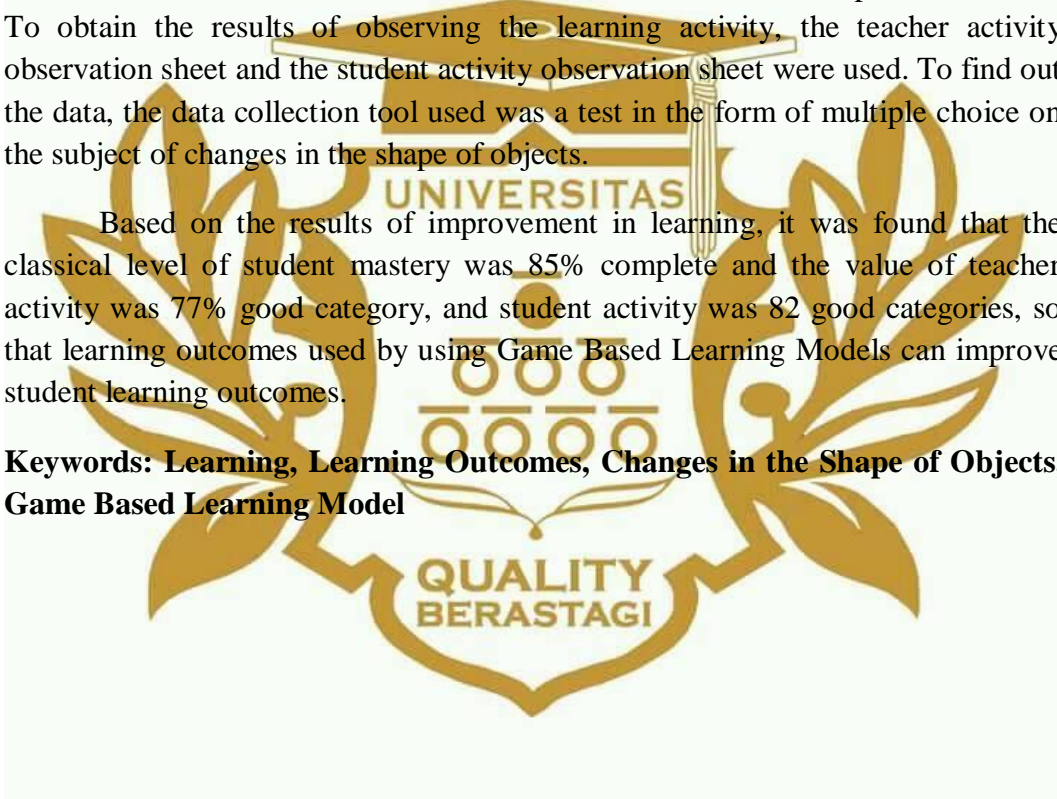 To obtain the results of observing the learning activity, the teacher activity
observation sheet and the student activity observation sheet were used. To find out
the data, the data collection tool used was a test in the form of multiple choice on
the subject of changes in the shape of objects.
UNIVERSITAS
Based on the results of improvement in learning, it was found that the
classical level of student mastery was 85% complete and the value of teacher
activity was 77% good category, and student activity was 82 good categories, so
that learning outcomes used by using Game Based Learning Models can improve
student learning outcomes.
Keywords: Learning, Learning Outcomes, Changes in the Shape of Objects,
Game Based Learning Model
QUALITY
BERASTAGI